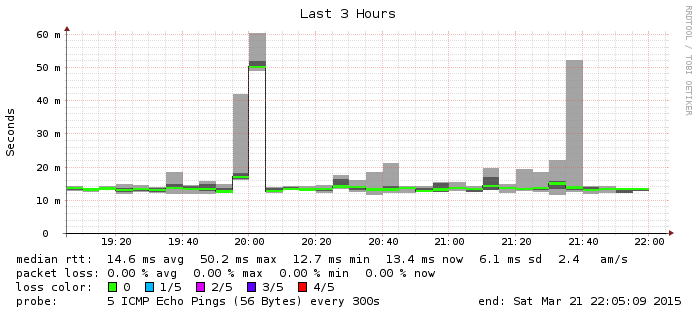 Last 3 Hours
RRDTOOL / TOBI OETIKER
Seconds
60 m
50 m
40 m
30 m
20 m
10 m
0
19:20 19:40 20:00 20:20 20:40 21:00 21:20 21:40 22:00
median rtt: 14.6 ms avg 50.2 ms max 12.7 ms min 13.4 ms now 6.1 ms sd 2.4 am/s
packet loss: 0.00 % avg 0.00 % max 0.00 % min 0.00 % now
loss color: 0 1/5 2/5 3/5 4/5
probe: 5 ICMP Echo Pings (56 Bytes) every 300s end: Sat Mar 21 22:05:09 2015